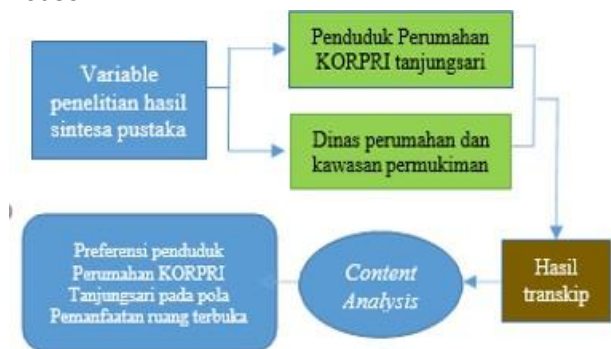 Variable
penelitian hasil
sintesa pustaka
Penduduk Perumahan
KORPRI tanjungsari
Dinas perumahan dan
kawasan permukiman
Hasil
transkip
Content
Analysis
Preferensi penduduk
Perumahan KORPRI
Tanjungsari pada pola
Pemanfaatan ruang terbuka